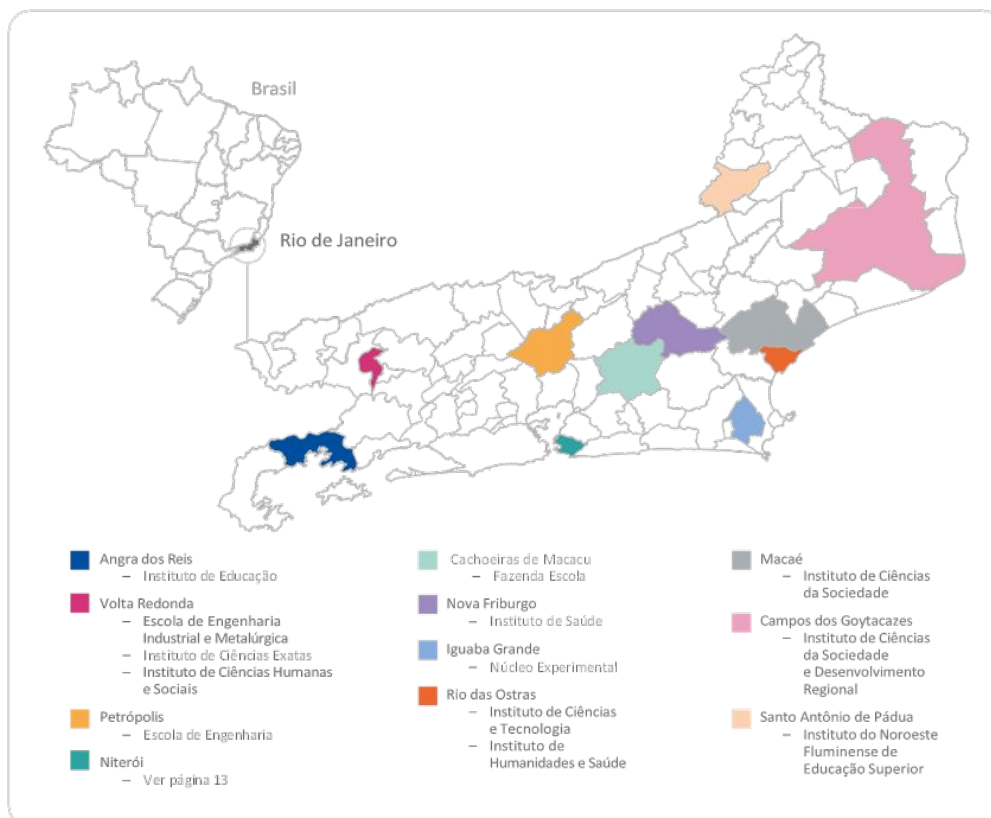 Brasil
Rio de Janeiro
Angra dos Reis
– Instituto de Educação
Volta Redonda
– Escola de Engenharia
Industrial e Metalúrgica
– Instituto de Ciências Exatas
– Instituto de Ciências Humanas
e Sociais
Petrópolis
– Escola de Engenharia
Niterói
– Ver página 13
Cachoeiras de Macacu
– Fazenda Escola
Nova Friburgo
– Instituto de Saúde
Iguaba Grande
– Núcleo Experimental
Rio das Ostras
– Instituto de Ciências
e Tecnologia
– Instituto de
Humanidades e Saúde
Macaé
– Instituto de Ciências
da Sociedade
Campos dos Goytacazes
– Instituto de Ciências
da Sociedade
e Desenvolvimento
Regional
Santo Antônio de Pádua
– Instituto do Noroeste
Fluminense de
Educação Superior